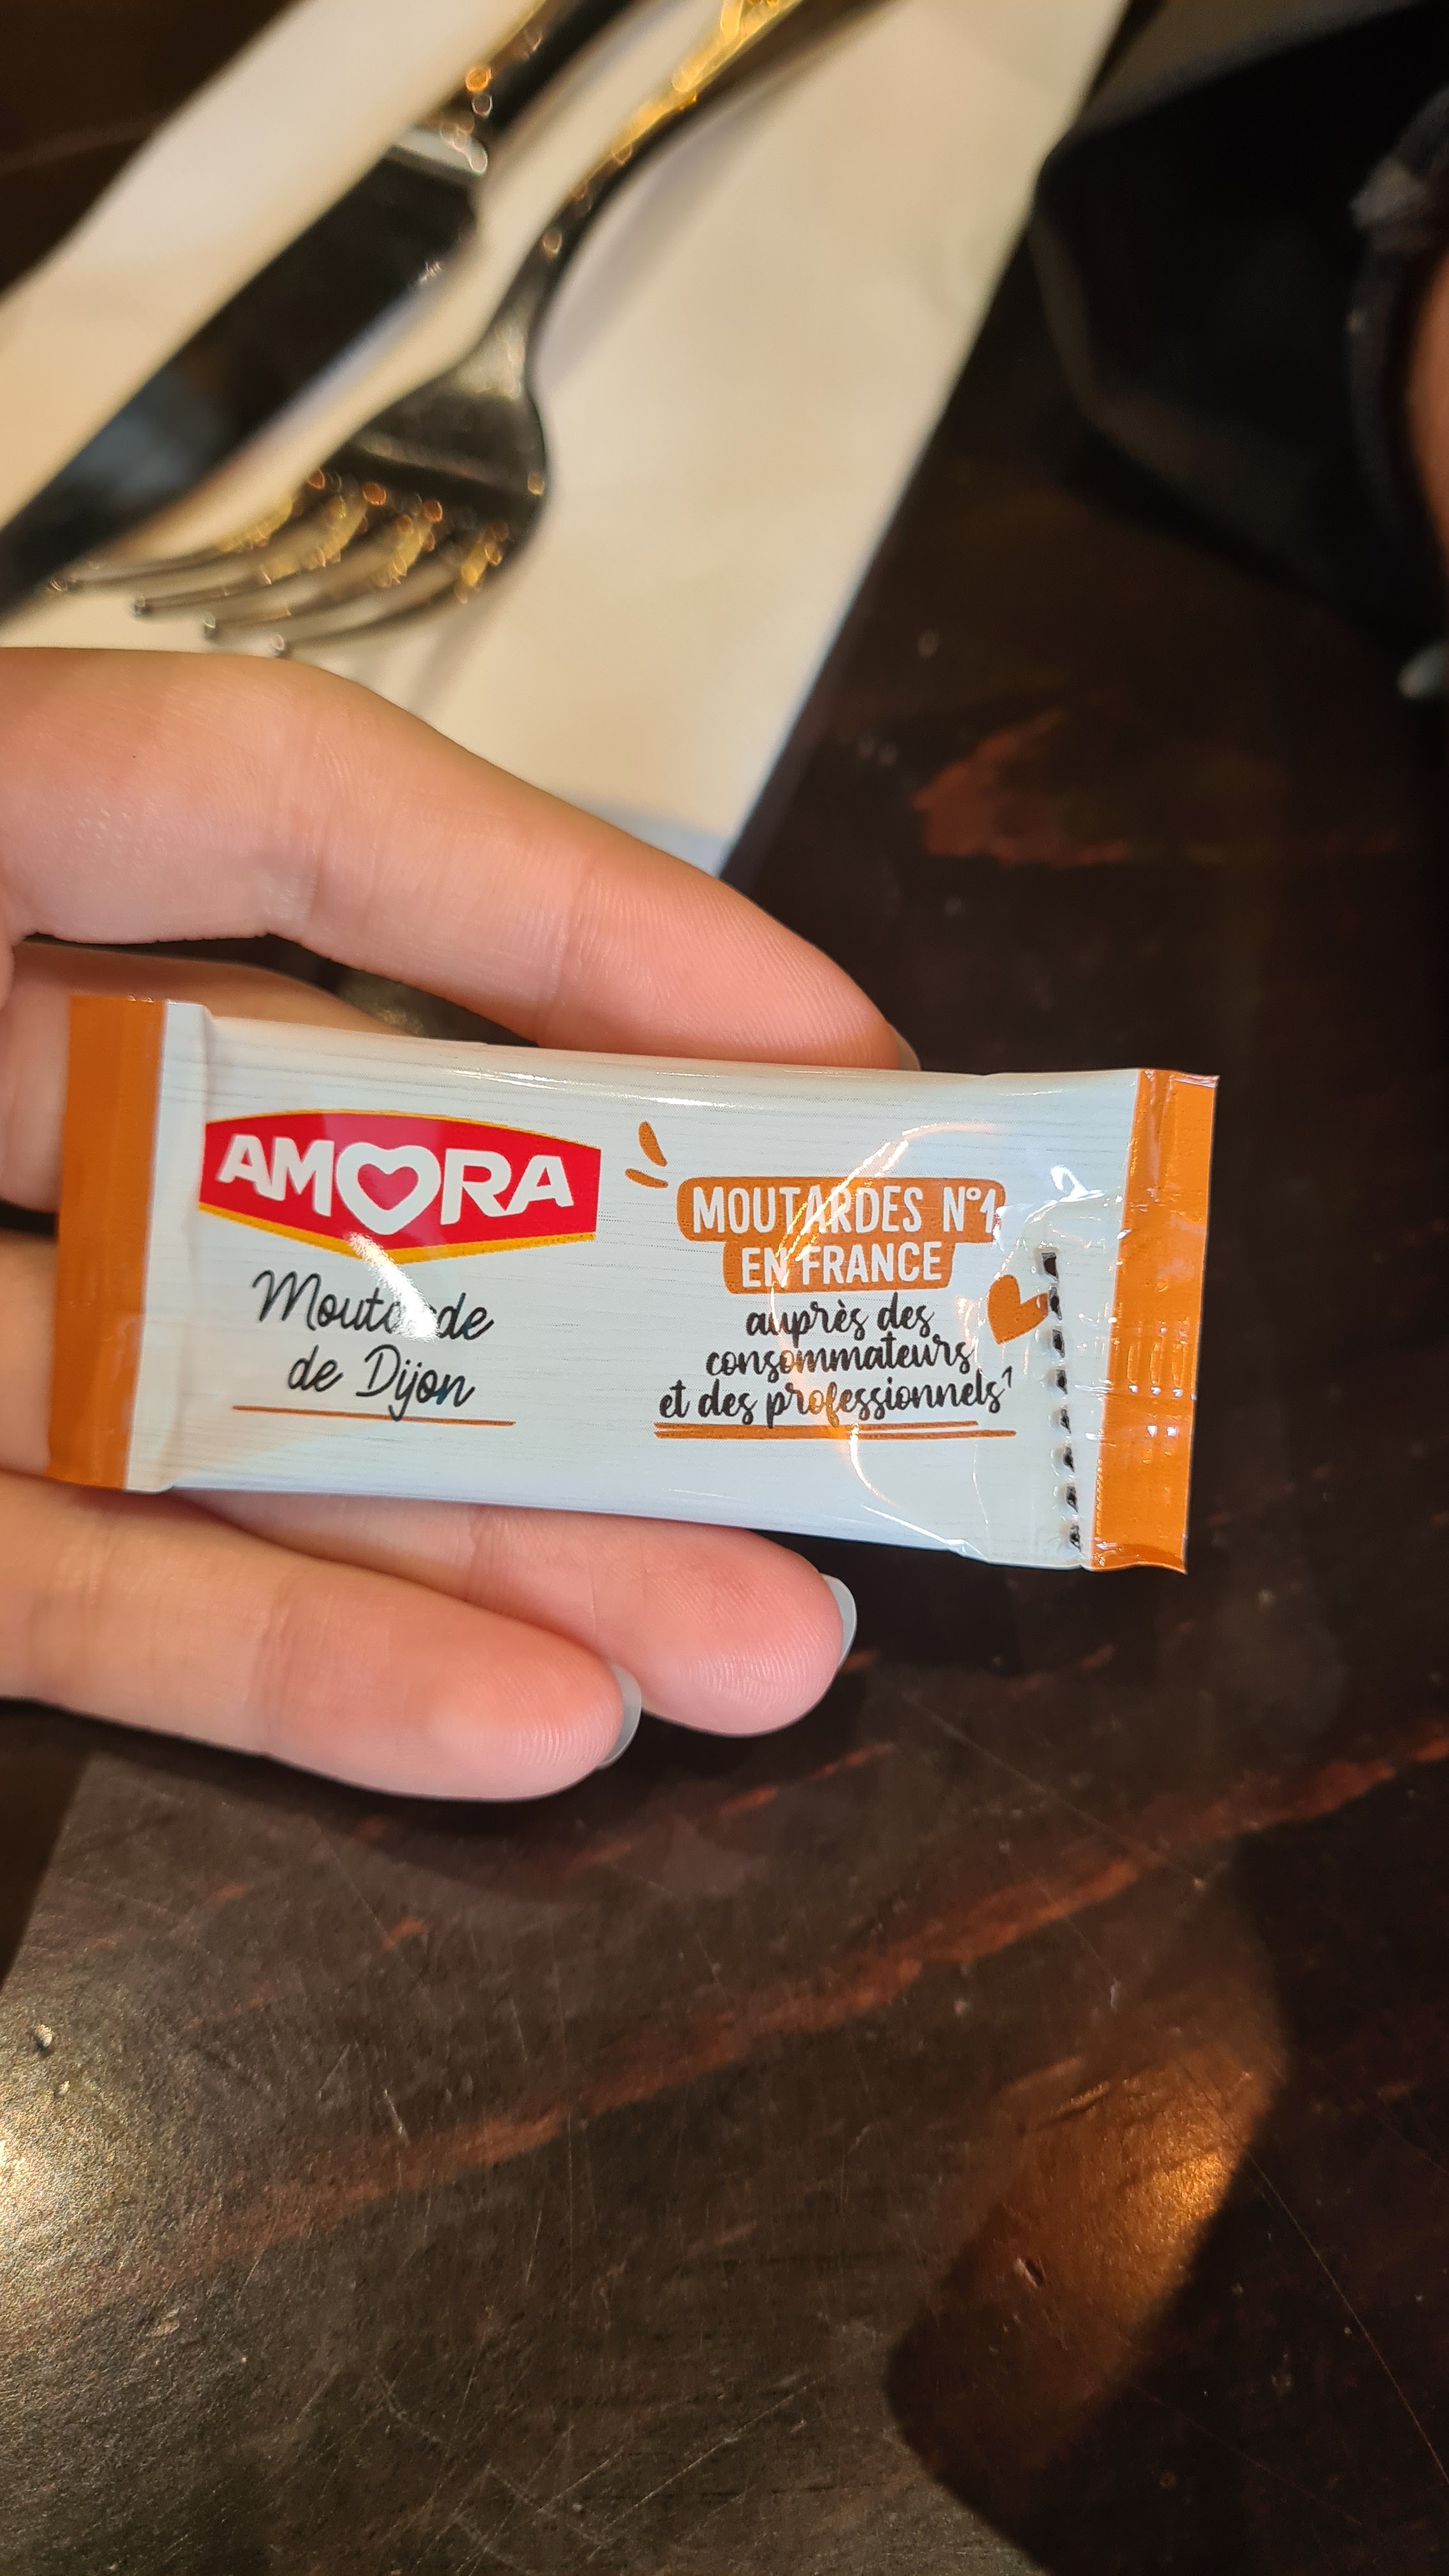 AMORA
Moutarde
de Dijon
MOUTARDES N°1
EN FRANCE
auprès des
consommateurs
et des professionnels¹